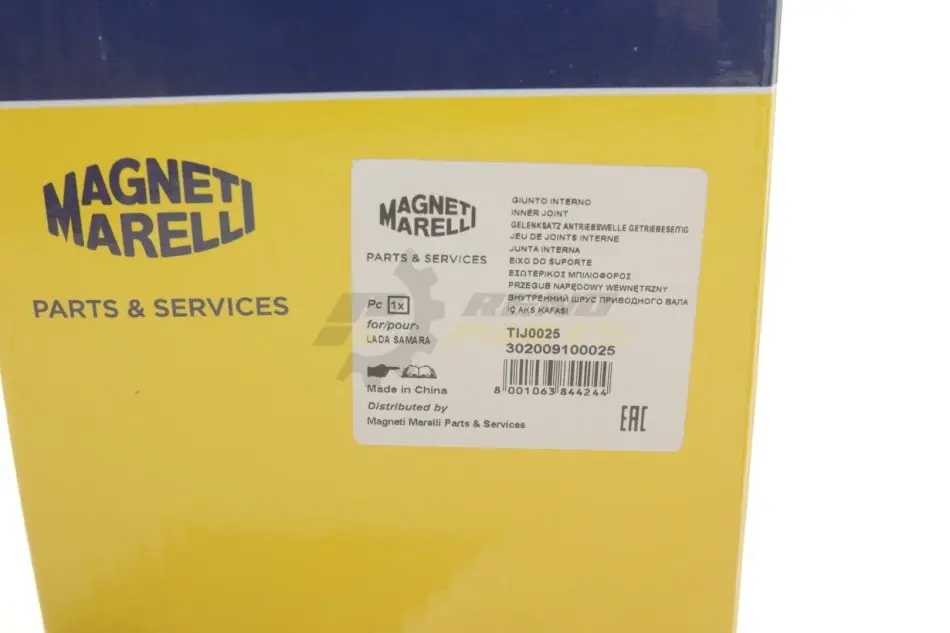 MAGNETI
MARELLI
PARTS & SERVICES
MAGNETI
MARELLI
PARTS & SERVICES
Pc 1x
for/pour:
LADA SAMARA
Made in China
Distributed by
Magneti Marelli Parts & Services
GIUNTO INTERNO
INNER JOINT
GELENKSATZ ANTRIEBSWELLE GETRIEBESEITIG
JEU DE JOINTS INTERNE
JUNTA INTERNA
EIXO DO SUPORTE
ΕΣΩΤΕΡΙΚΟΣ ΜΠΙΛΟΦΟΡΟΣ
PRZEGUB NAPĘDOWY WEWNĘTRZNY
ВНУТРЕННИЙ ШРУС ПРИВОДНОГО ВАЛА
IÇ AKS KAFASI
TIJ0025
302009100025
8 001063 844244
EAC